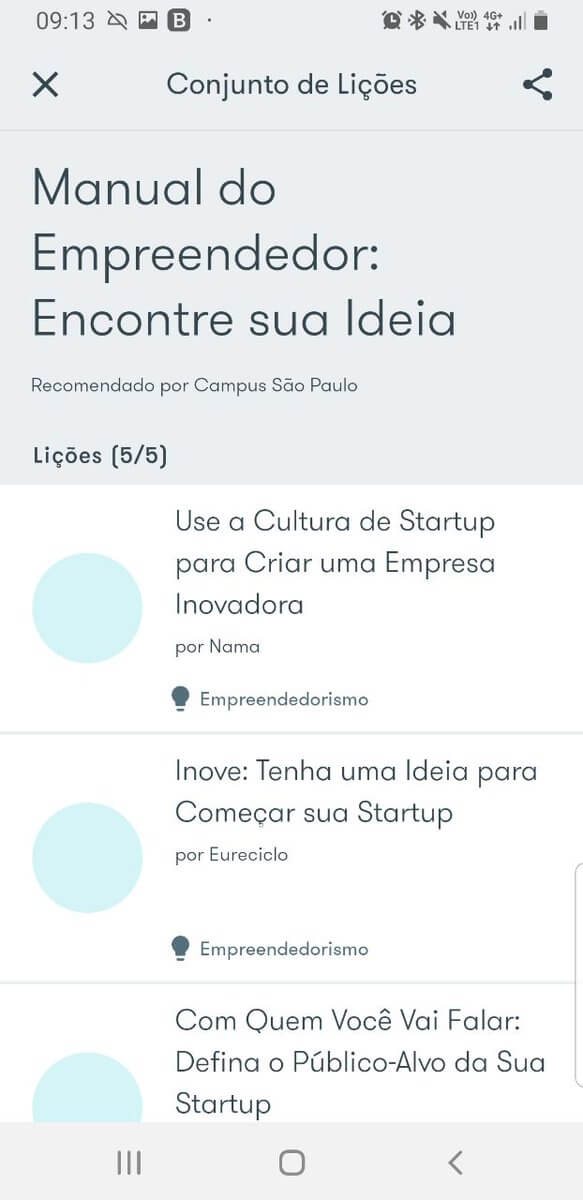 09:13
B
Vo)) 4G+
LTE1
Conjunto de Lições
Manual do
Empreendedor:
Encontre sua Ideia
Recomendado por Campus São Paulo
Lições (5/5)
Use a Cultura de Startup
para Criar uma Empresa
Inovadora
por Nama
Empreendedorismo
Inove: Tenha uma Ideia para
Começar sua Startup
por Eureciclo
Empreendedorismo
Com Quem Você Vai Falar:
Defina o Público-Alvo da Sua
Startup